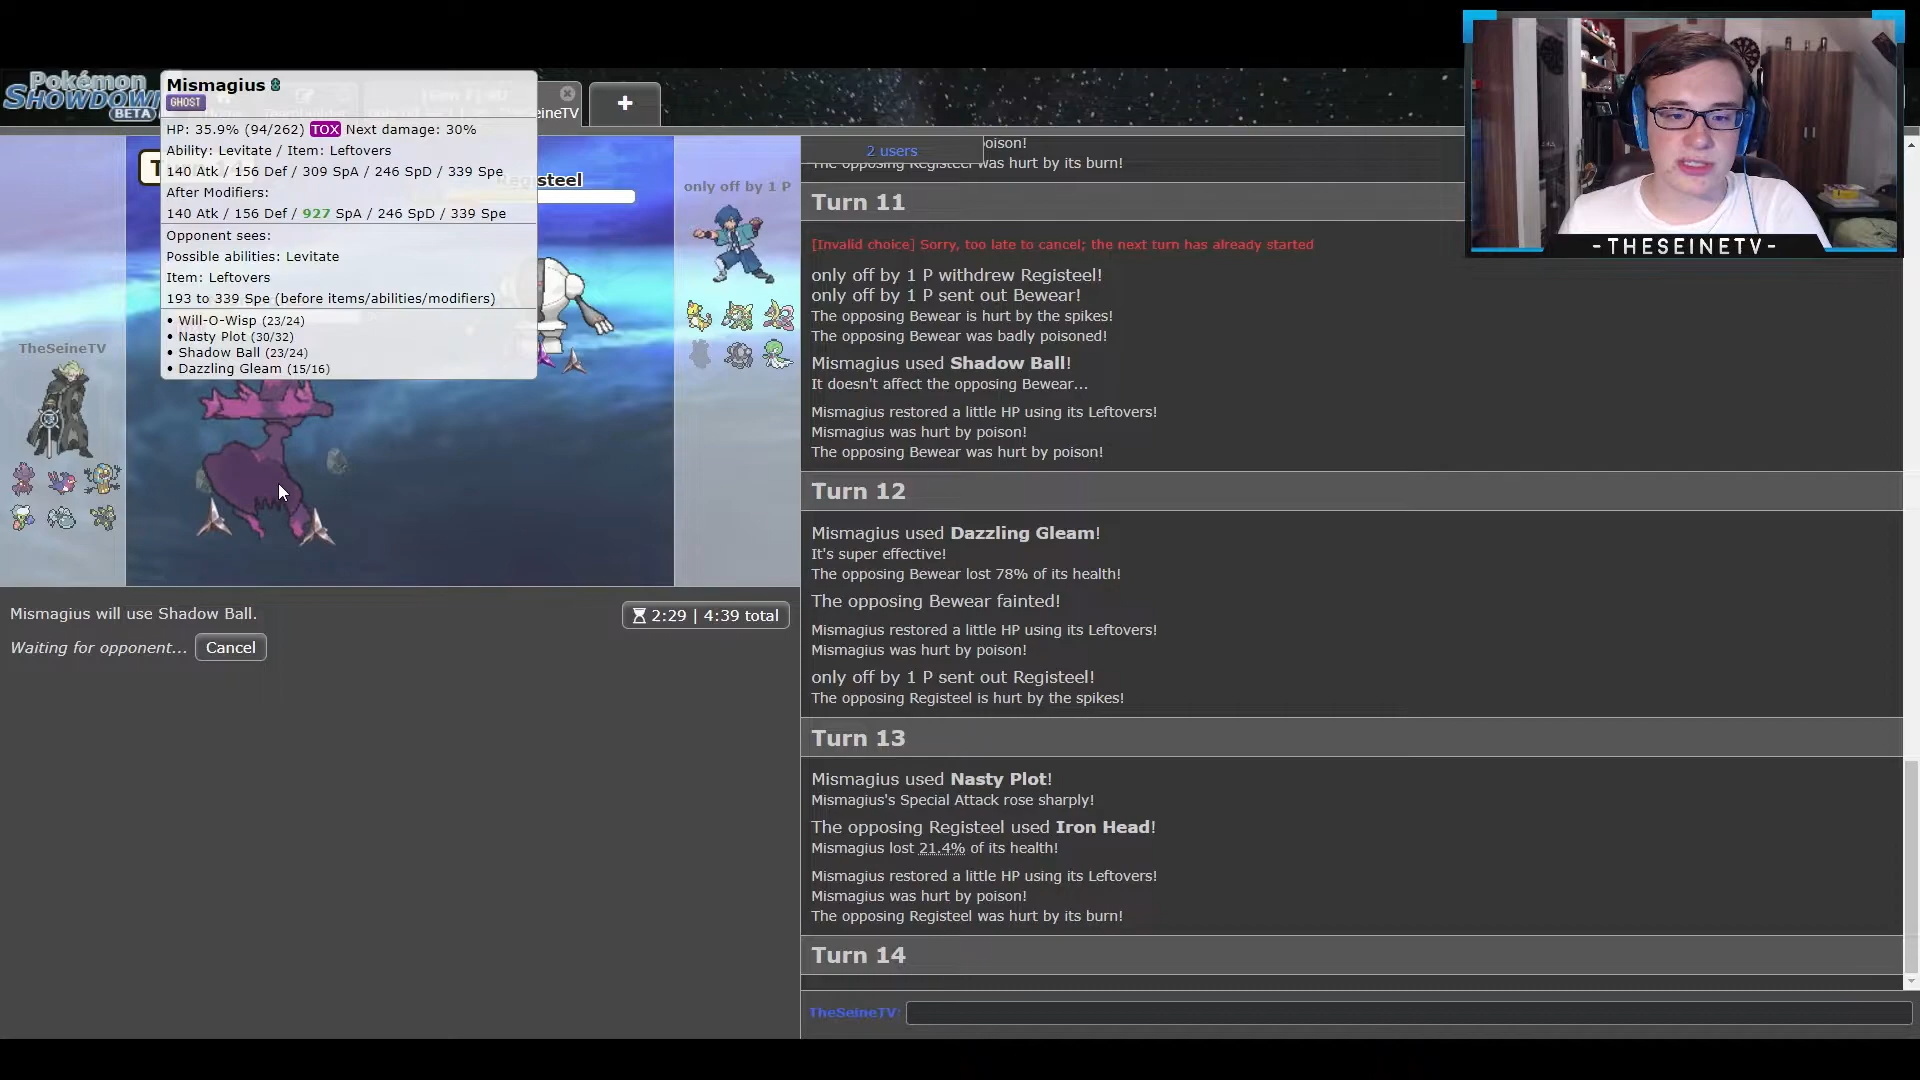 Pokémon
SHOWDOWN
BETA
Mismagius
GHOST
HP: 35.9% (94/262) TOX Next damage: 30%
Ability: Levitate / Item: Leftovers
140 Atk / 156 Def / 309 SpA / 246 SpD / 339 Spe
After Modifiers:
140 Atk / 156 Def / 927 SpA / 246 SpD / 339 Spe
Opponent sees:
Possible abilities: Levitate
Item: Leftovers
193 to 339 Spe (before items/abilities/modifiers)
• Will-O-Wisp (23/24)
• Nasty Plot (30/32)
• Shadow Ball (23/24)
• Dazzling Gleam (15/16)
einTV
+
only off by 1 P
TheSeineTV
Mismagius will use Shadow Ball.
Waiting for opponent... Cancel
2:29 | 4:39 total
2 users
oison!
The opposing Registeel was hurt by its burn!
Turn 11
[Invalid choice] Sorry, too late to cancel; the next turn has already started
only off by 1 P withdrew Registeel!
only off by 1 P sent out Bewear!
The opposing Bewear is hurt by the spikes!
The opposing Bewear was badly poisoned!
Mismagius used Shadow Ball!
It doesn't affect the opposing Bewear...
Mismagius restored a little HP using its Leftovers!
Mismagius was hurt by poison!
The opposing Bewear was hurt by poison!
Turn 12
Mismagius used Dazzling Gleam!
It's super effective!
The opposing Bewear lost 78% of its health!
The opposing Bewear fainted!
Mismagius restored a little HP using its Leftovers!
Mismagius was hurt by poison!
only off by 1 P sent out Registeel!
The opposing Registeel is hurt by the spikes!
Turn 13
Mismagius used Nasty Plot!
Mismagius's Special Attack rose sharply!
The opposing Registeel used Iron Head!
Mismagius lost 21.4% of its health!
Mismagius restored a little HP using its Leftovers!
Mismagius was hurt by poison!
The opposing Registeel was hurt by its burn!
Turn 14
TheSeineTV:
-THESEINETV-